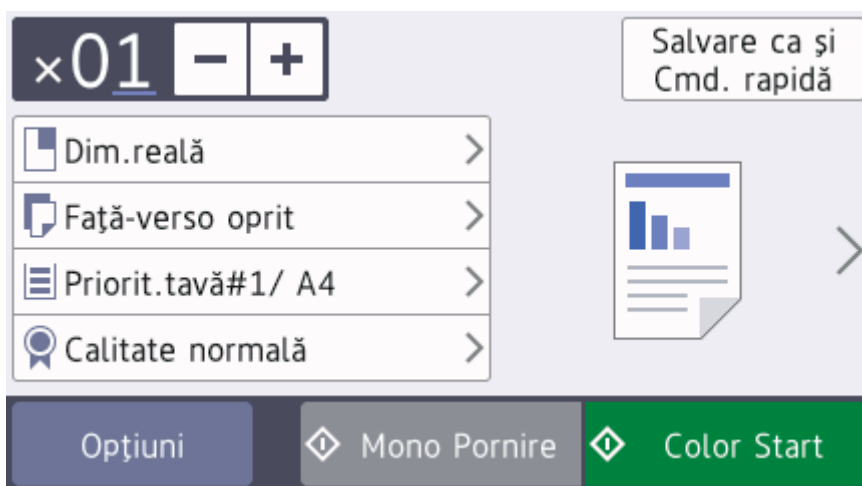 ×01 − +
Salvare ca şi
Cmd. rapidă
Dim.reală
Faţă-verso oprit
Priorit.tavă#1/ A4
Calitate normală
Opţiuni
Mono Pornire
Color Start